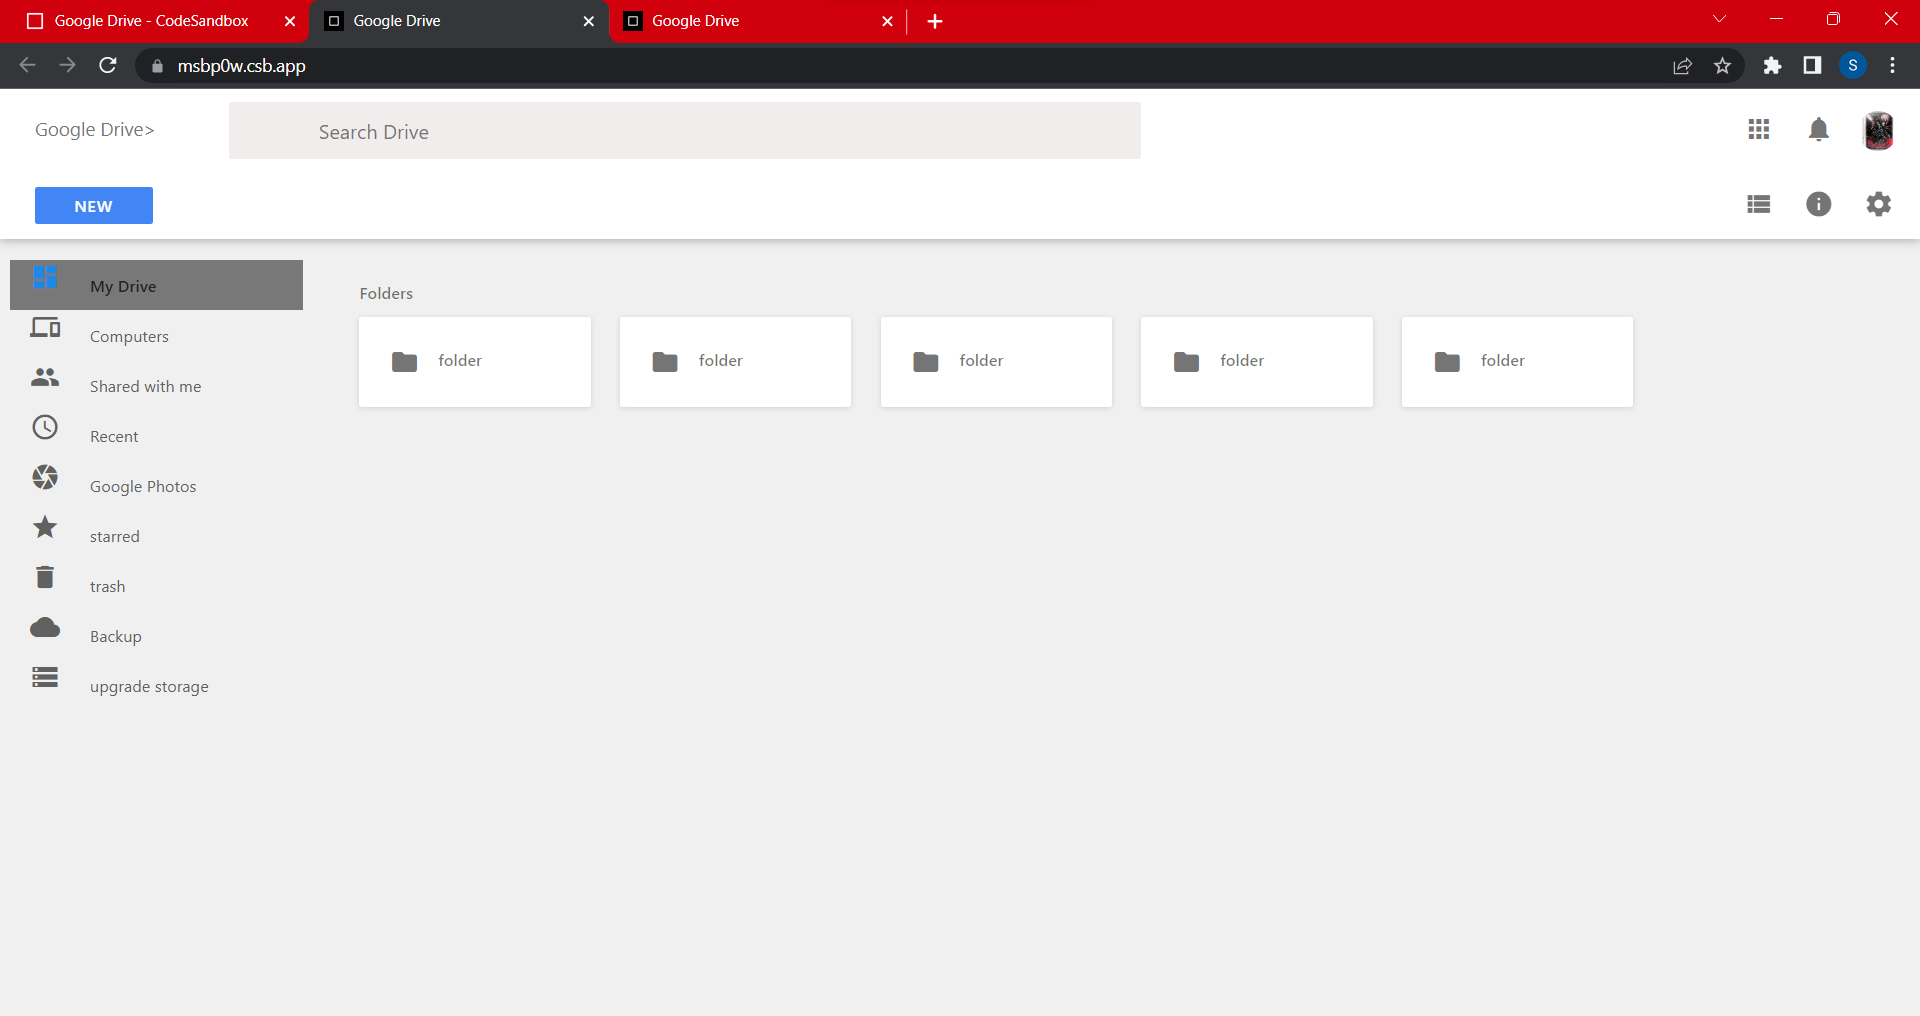 Google Drive - CodeSandbox
Google Drive
Google Drive
msbp0w.csb.app
S
Google Drive>
Search Drive
NEW
My Drive
Computers
Shared with me
Recent
Google Photos
starred
trash
Backup
upgrade storage
Folders
folder
folder
folder
folder
folder